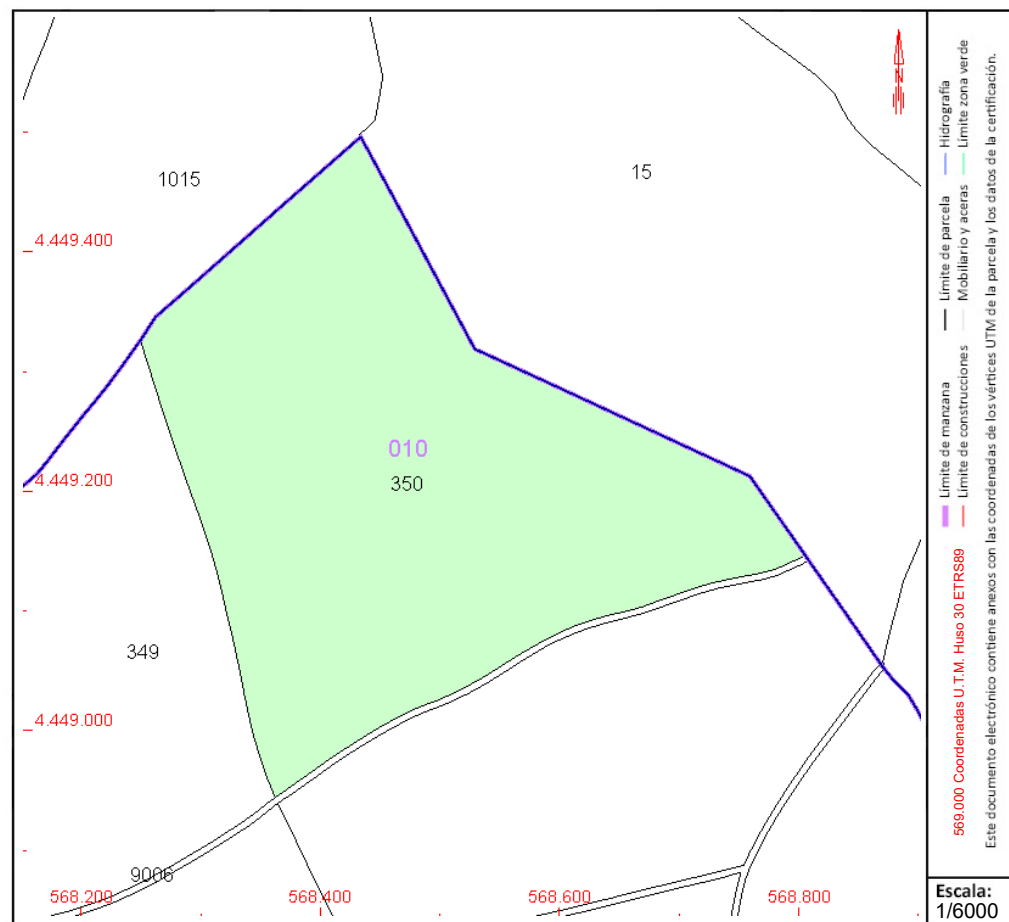 1015
15
4.449.400
010
350
4.449.200
349
4.449.000
9006
568.200
568.400
568.600
568.800
N
Límite de manzana
Límite de parcela
Hidrografía
Límite de construcciones
Mobiliario y aceras
Límite zona verde
569.000 Coordenadas U.T.M. Huso 30 ETRS89
Este documento electrónico contiene anexos con las coordenadas de los vértices UTM de la parcela y los datos de la certificación.
Escala:
1/6000